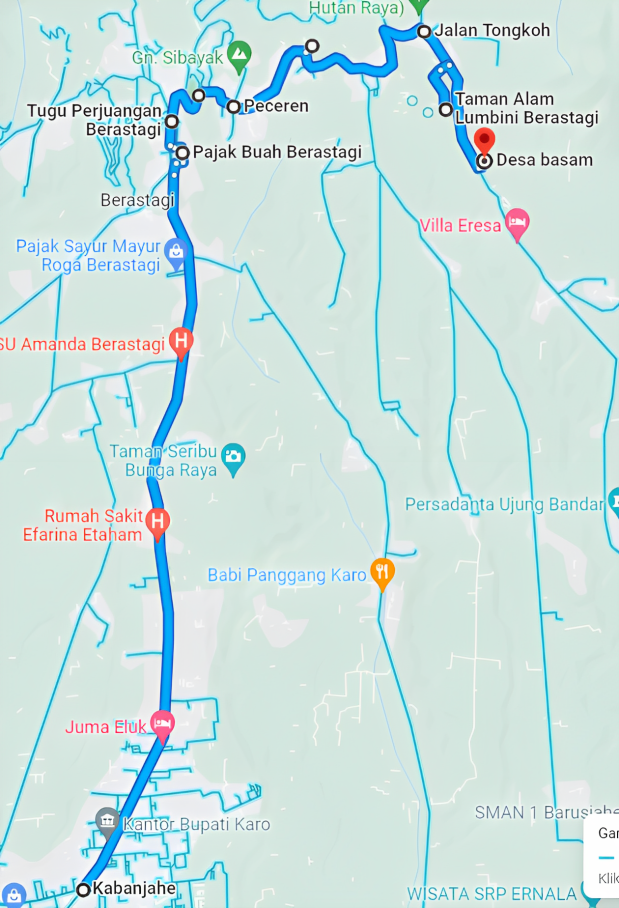 Hutan Raya)
Jalan Tongkoh
Gn. Sibayak
Peceren
Taman Alam
Lumbini Berastagi
Tugu Perjuangan
Berastagi
Pajak Buah Berastagi
Desa basam
Berastagi
Villa Eresa
Pajak Sayur Mayur
Roga Berastagi
SU Amanda Berastagi
H
Taman Seribu
Bunga Raya
Persadanta Ujung Bandar
Rumah Sakit
Efarina Etaham
H
Babi Panggang Karo
Juma Eluk
SMAN 1 Barusjahe
Kantor Bupati Karo
Gar
Klik
Kabanjahe
WISATA SRP ERNALA